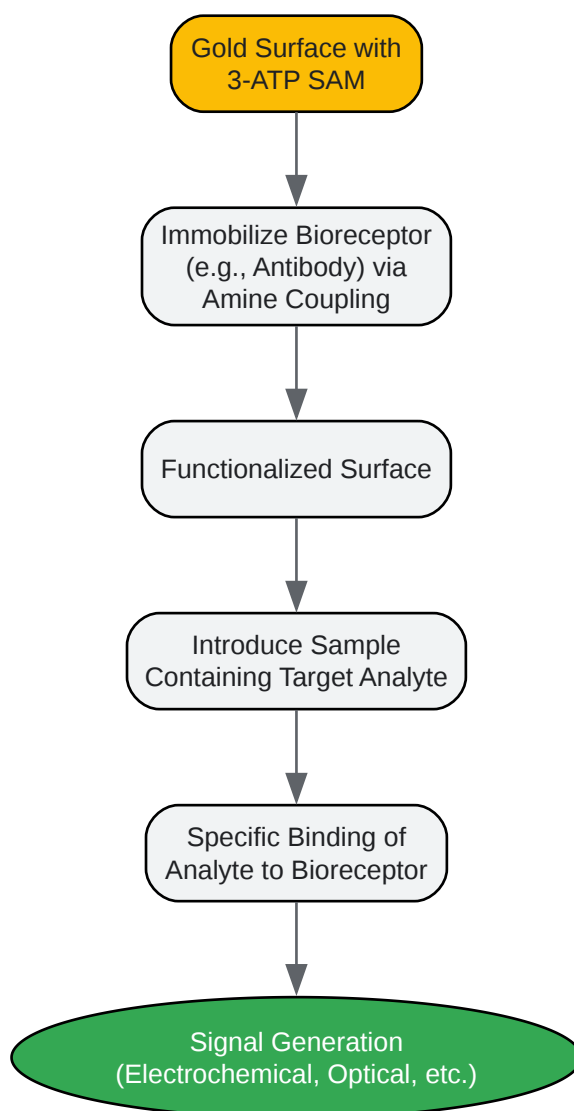 Gold Surface with
3-ATP SAM
Immobilize Bioreceptor
(e.g., Antibody) via
Amine Coupling
Functionalized Surface
Introduce Sample
Containing Target Analyte
Specific Binding of
Analyte to Bioreceptor
Signal Generation
(Electrochemical, Optical, etc.)